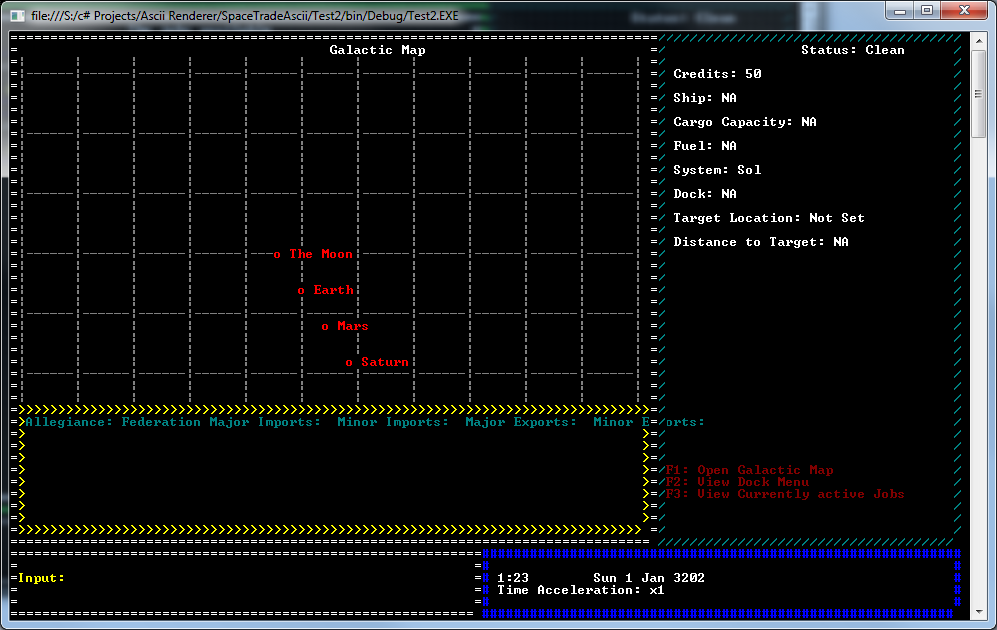 file:///S:/c# Projects/Ascii Renderer/SpaceTradeAscii/Test2/bin/Debug/Test2.EXE
Galactic Map
Status: Clean
Credits: 50
Ship: NA
Cargo Capacity: NA
Fuel: NA
System: Sol
Dock: NA
Target Location: Not Set
Distance to Target: NA
o The Moon
o Earth
o Mars
o Saturn
Allegiance: Federation Major Imports:  Minor Imports:  Major Exports:  Minor E=/orts:
F1: Open Galactic Map
F2: View Dock Menu
F3: View Currently active Jobs
Input:
1:23 Sun 1 Jan 3202
Time Acceleration: x1